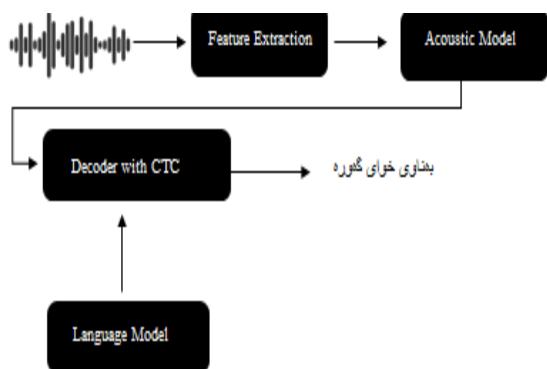 Feature Extraction
Acoustic Model
Decoder with CTC
بەناوی خوای گەورە
Language Model